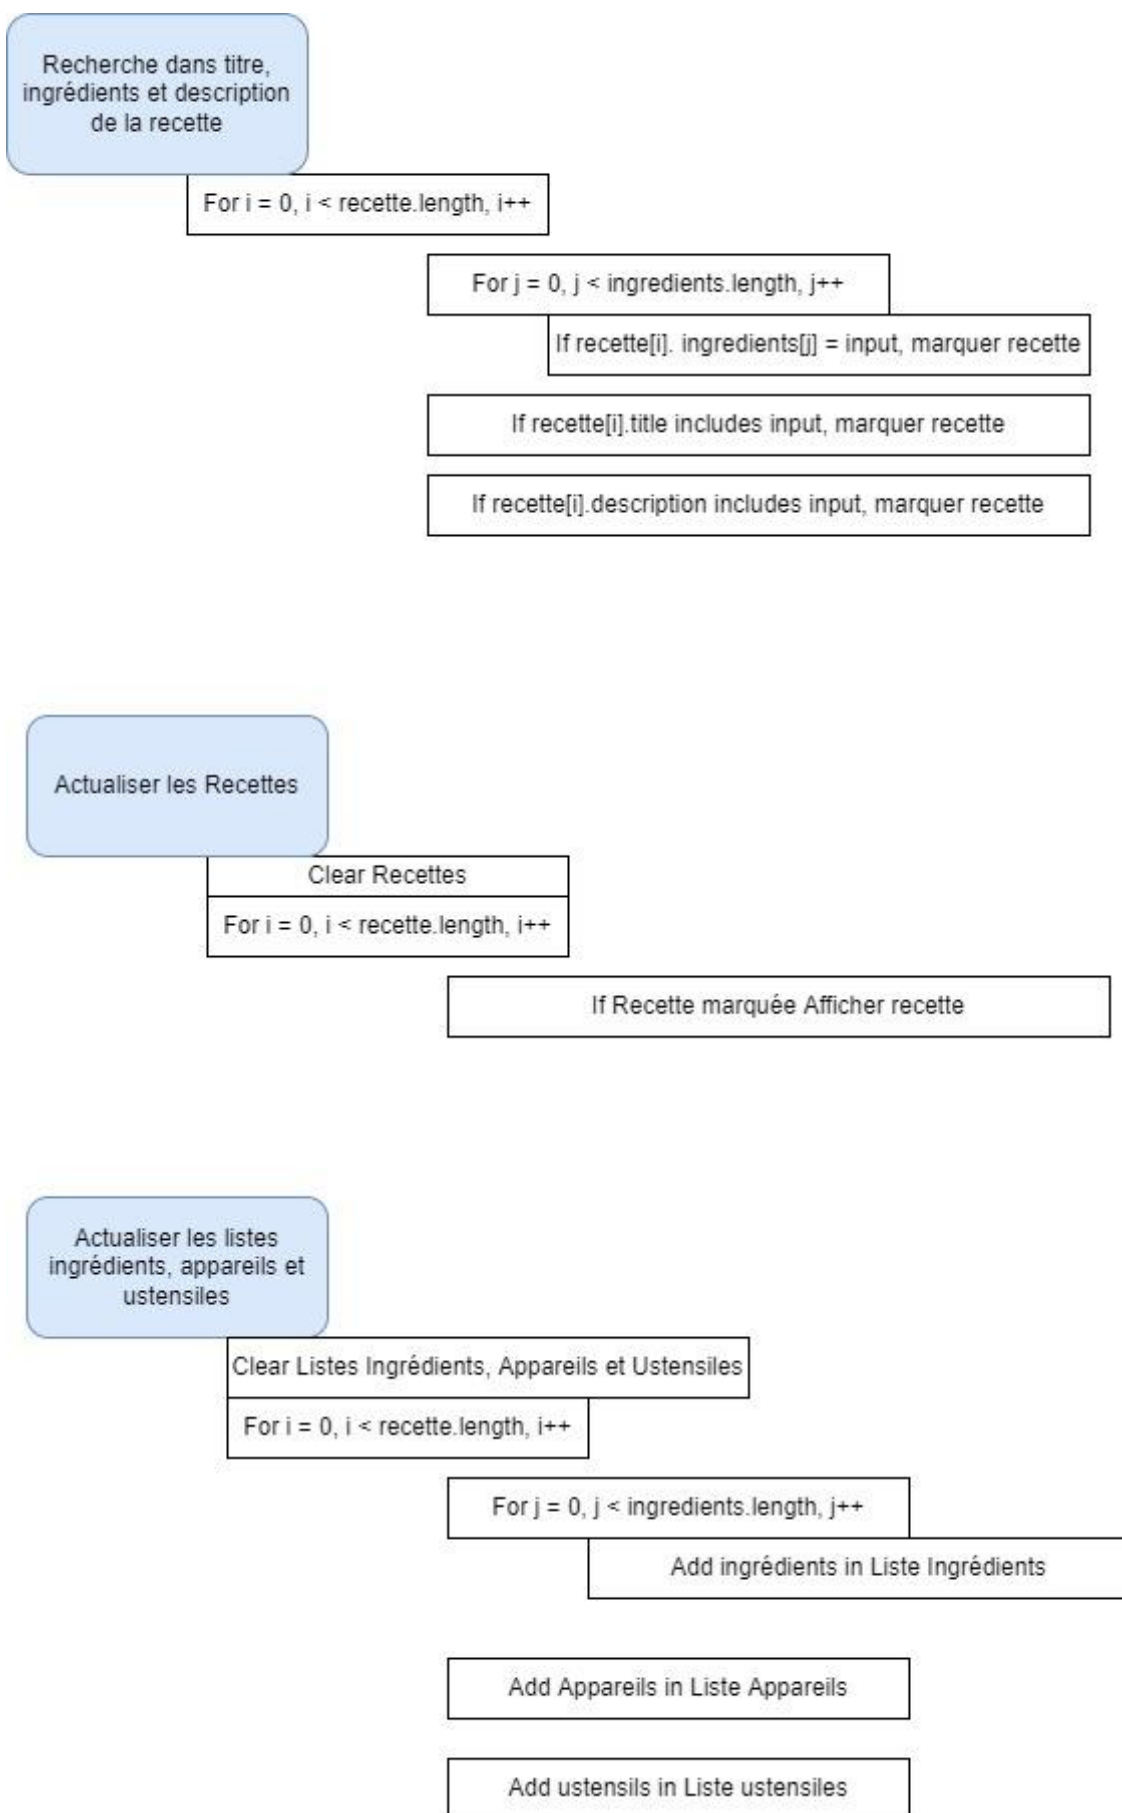 Recherche dans titre,
ingrédients et description
de la recette
For i = 0, i < recette.length, i++
For j = 0, j < ingredients.length, j++
If recette[i]. ingredients[j] = input, marquer recette
If recette[i].title includes input, marquer recette
If recette[i].description includes input, marquer recette
Actualiser les Recettes
Clear Recettes
For i = 0, i < recette.length, i++
If Recette marquée Afficher recette
Actualiser les listes
ingrédients, appareils et
ustensiles
Clear Listes Ingrédients, Appareils et Ustensiles
For i = 0, i < recette.length, i++
For j = 0, j < ingredients.length, j++
Add ingrédients in Liste Ingrédients
Add Appareils in Liste Appareils
Add ustensils in Liste ustensiles